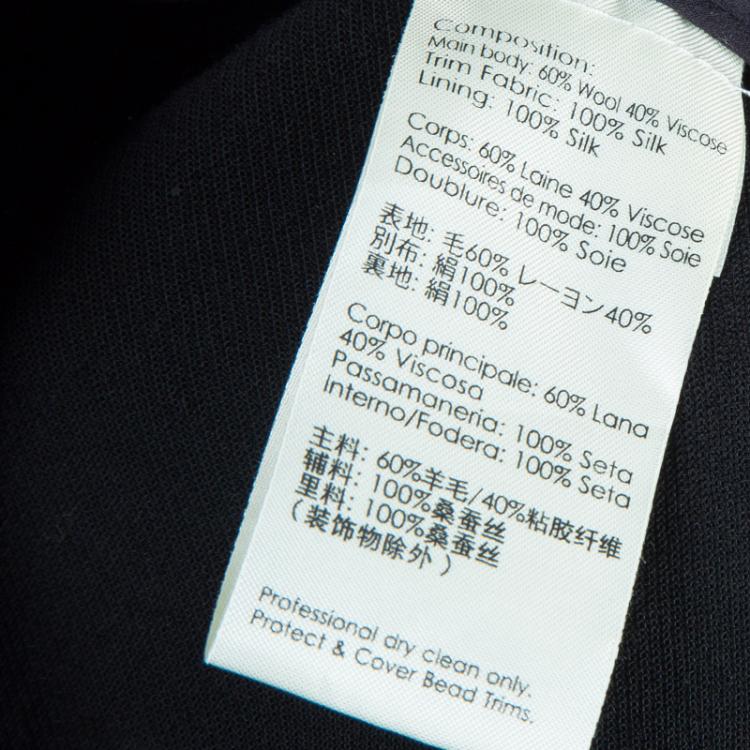 Composition:
Main body: 60% Wool 40% Viscose
Trim Fabric: 100% Silk
Lining: 100% Silk
Corps: 60% Laine 40% Viscose
Accessoires de mode: 100% Soie
Doublure: 100% Soie
表地: 毛60% レーヨン40%
別布: 絹100%
裏地: 絹100%
Corpo principale: 60% Lana
40% Viscosa
Passamaneria: 100% Seta
Interno/Fodera: 100% Seta
主料: 60%羊毛/40%粘胶纤维
辅料: 100%桑蚕丝
里料: 100%桑蚕丝
(装饰物除外)
Professional dry clean only.
Protect & Cover Bead Trims.